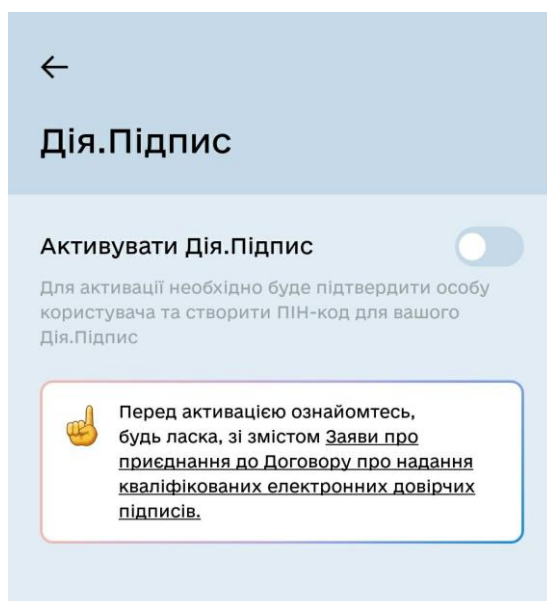 Дія.Підпис
Активувати Дія.Підпис
Для активації необхідно буде підтвердити особу
користувача та створити ПІН-код для вашого
Дія.Підпис
Перед активацією ознайомтесь,
будь ласка, зі змістом Заяви про
приєднання до Договору про надання
кваліфікованих електронних довірчих
підписів.